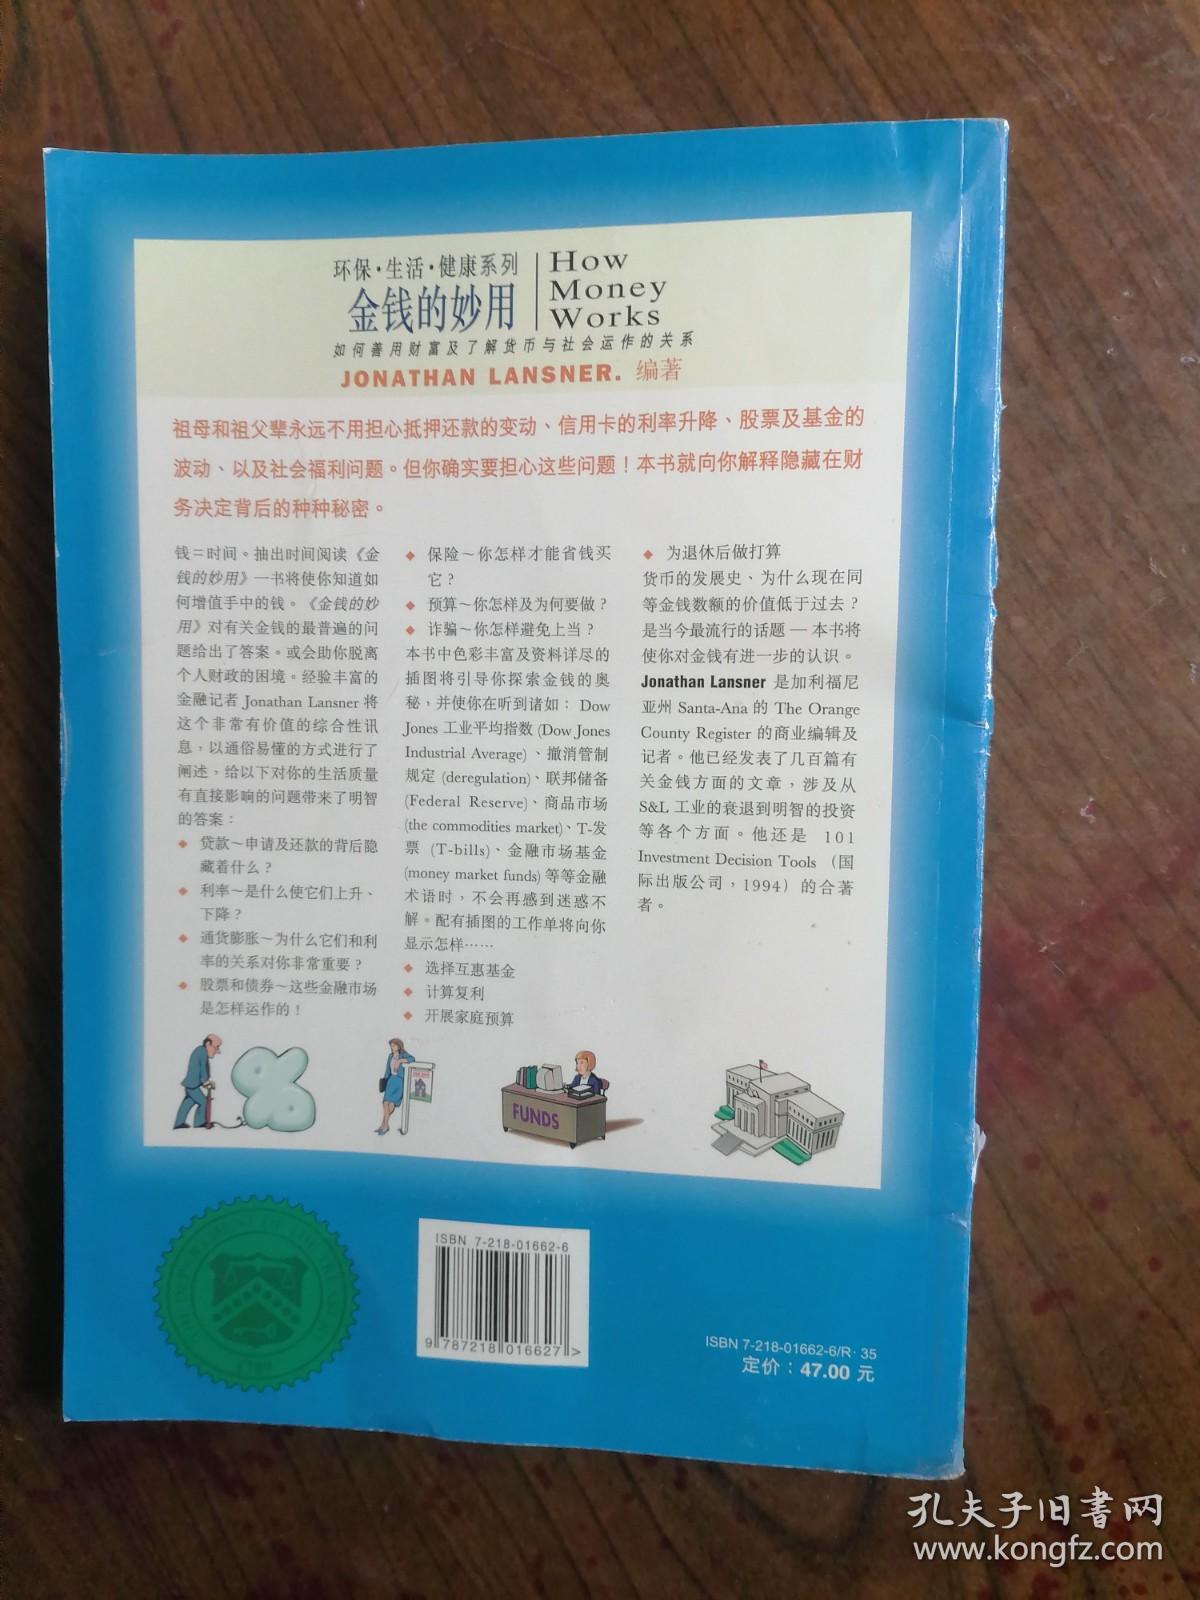 环保·生活·健康系列
金钱的妙用
How
Money
Works
如何善用财富及了解货币与社会运作的关系
JONATHAN LANSNER. 编著
祖母和祖父辈永远不用担心抵押还款的变动、信用卡的利率升降、股票及基金的
波动、以及社会福利问题。但你确实要担心这些问题！本书就向你解释隐藏在财
务决定背后的种种秘密。
钱＝时间。抽出时间阅读《金
钱的妙用》一书将使你知道如
何增值手中的钱。《金钱的妙
用》对有关金钱的最普遍的问
题给出了答案。或会助你脱离
个人财政的困境。经验丰富的
金融记者 Jonathan Lansner 将
这个非常有价值的综合性讯
息，以通俗易懂的方式进行了
阐述，给以下对你的生活质量
有直接影响的问题带来了明智
的答案：
◆ 贷款～申请及还款的背后隐
藏着什么？
◆ 利率～是什么使它们上升、
下降？
◆ 通货膨胀～为什么它们和利
率的关系对你非常重要？
◆ 股票和债券～这些金融市场
是怎样运作的！
◆ 保险～你怎样才能省钱买
它？
◆ 预算～你怎样及为何要做？
◆ 诈骗～你怎样避免上当？
本书中色彩丰富及资料详尽的
插图将引导你探索金钱的奥
秘，并使你在听到诸如： Dow
Jones 工业平均指数 (Dow Jones
Industrial Average) 、撤消管制
规定 (deregulation)、联邦储备
(Federal Reserve)、商品市场
(the commodities market)、T-发
票 (T-bills)、金融市场基金
(money market funds) 等等金融
术语时，不会再感到迷惑不
解。配有插图的工作单将向你
显示怎样……
◆ 选择互惠基金
◆ 计算复利
◆ 开展家庭预算
◆ 为退休后做打算
货币的发展史、为什么现在同
等金钱数额的价值低于过去？
是当今最流行的话题 — 本书将
使你对金钱有进一步的认识。
Jonathan Lansner 是加利福尼
亚州 Santa-Ana 的 The Orange
County Register 的商业编辑及
记者。他已经发表了几百篇有
关金钱方面的文章，涉及从
S&L 工业的衰退到明智的投资
等各个方面。他还是 101
Investment Decision Tools （国
际出版公司，1994）的合著
者。
FUNDS
ISBN 7-218-01662-6
9 787218 016627 >
ISBN 7-218-01662-6/R·35
定价：47.00 元
孔夫子旧书网
www.kongfz.com